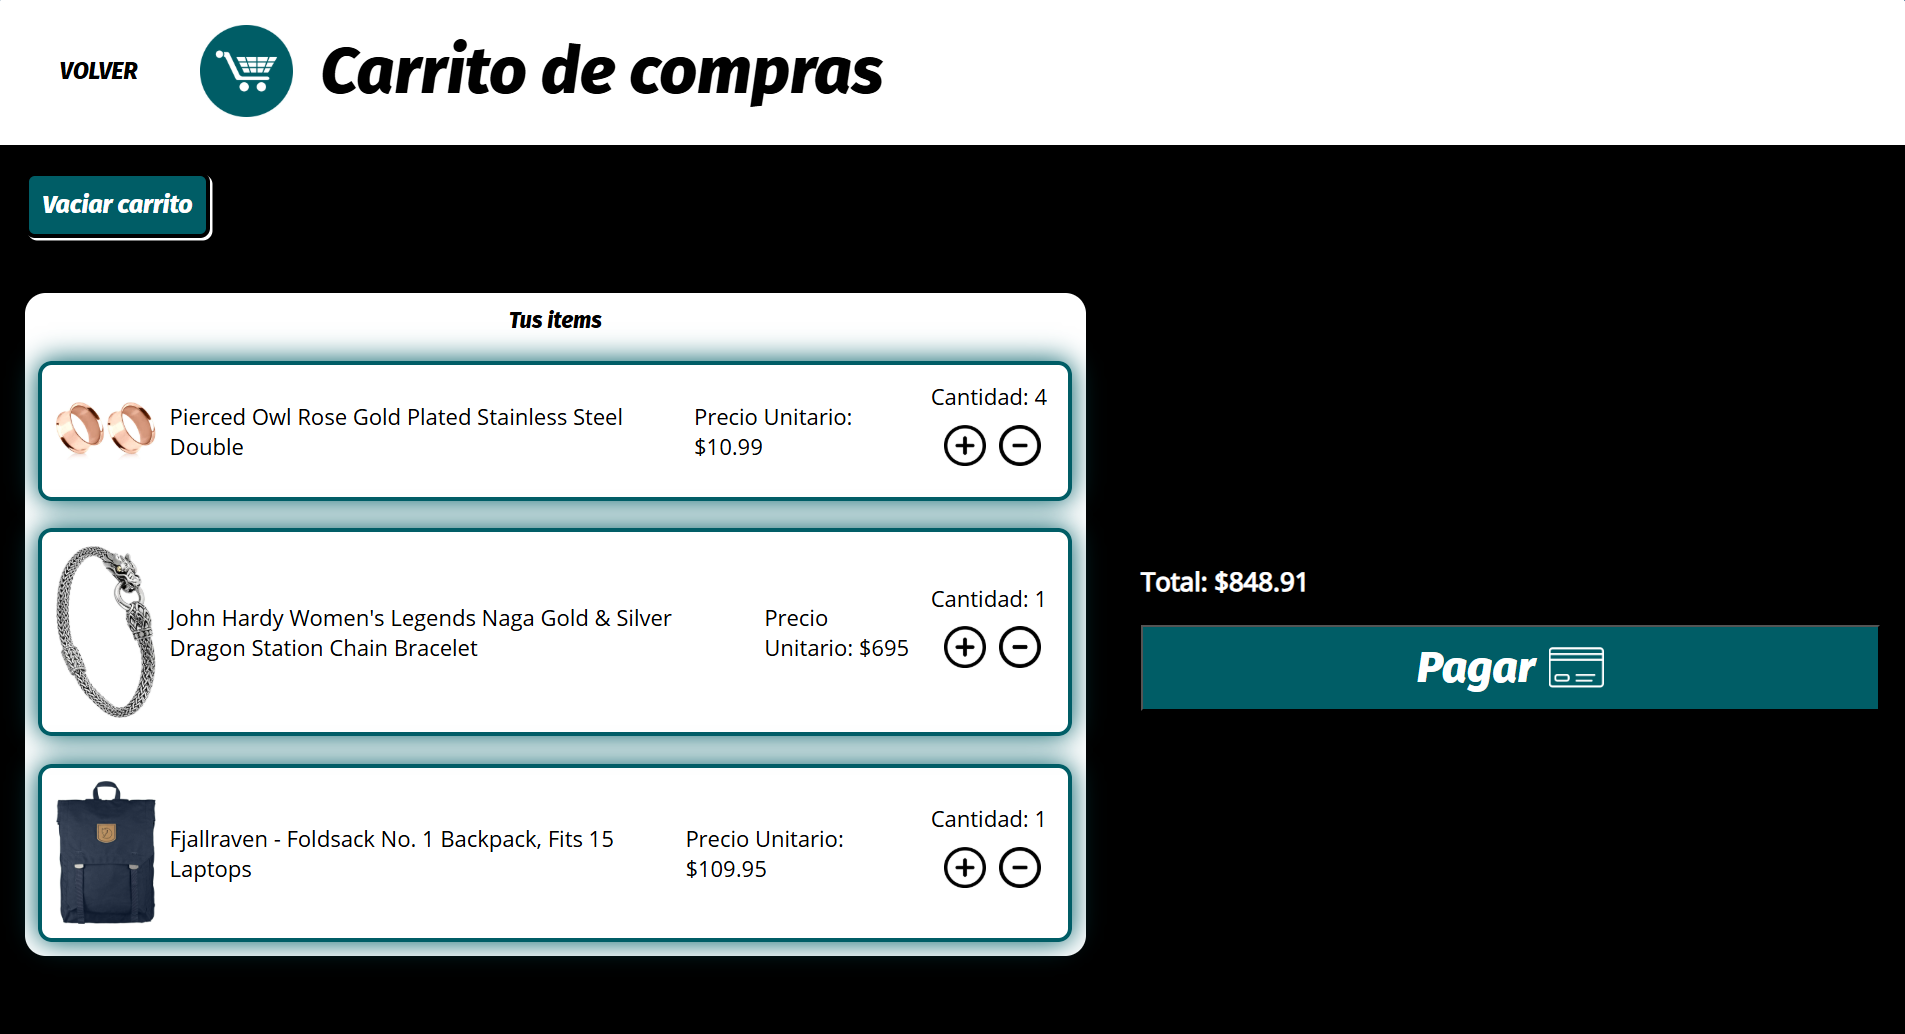 VOLVER
Carrito de compras
Vaciar carrito
Tus items
Pierced Owl Rose Gold Plated Stainless Steel
Double
Precio Unitario:
$10.99
Cantidad: 4
John Hardy Women's Legends Naga Gold & Silver
Dragon Station Chain Bracelet
Precio
Unitario: $695
Cantidad: 1
Fjallraven - Foldsack No. 1 Backpack, Fits 15
Laptops
Precio Unitario:
$109.95
Cantidad: 1
Total: $848.91
Pagar